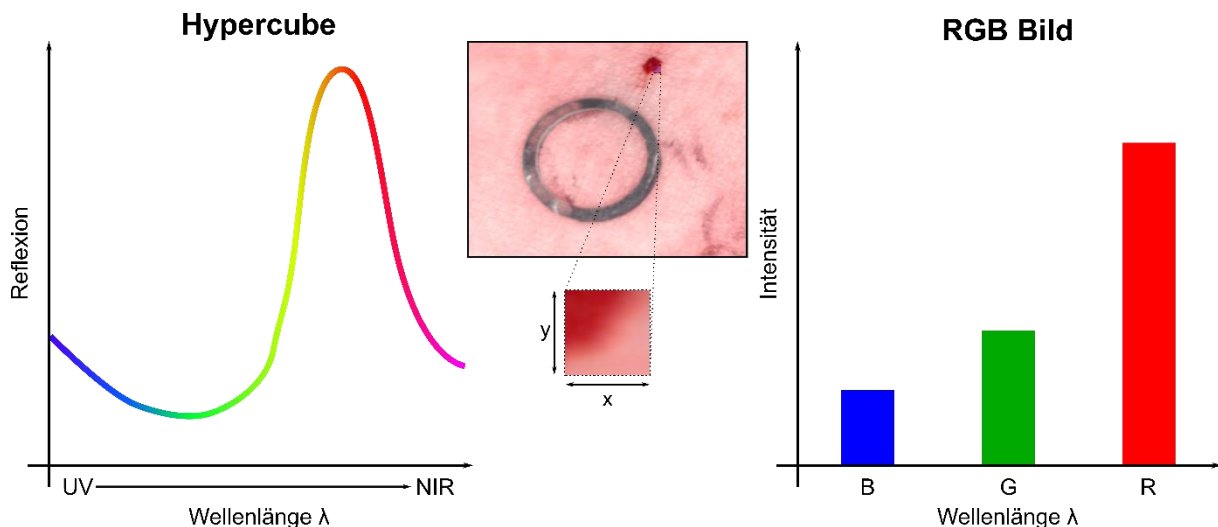 Hypercube
Reflexion
UV
NIR
Wellenlänge λ
y
x
RGB Bild
Intensität
B
G
R
Wellenlänge λ